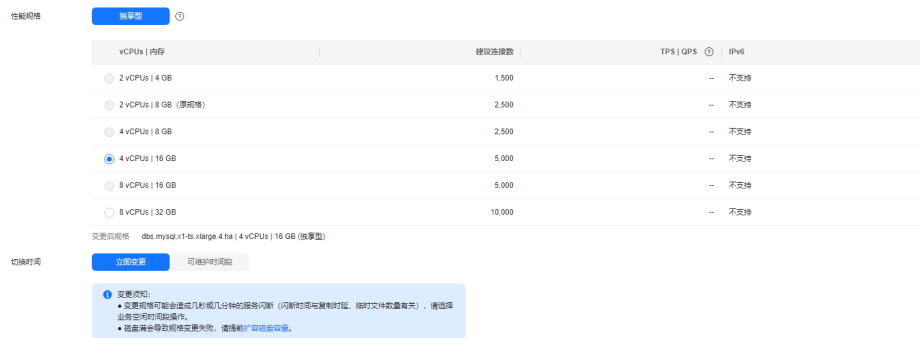 性能规格 独享型
vCPUs | 内存 建议连接数 TPS | QPS IPv6
2 vCPUs | 4 GB 1,500 -- 不支持
2 vCPUs | 8 GB（原规格） 2,500 -- 不支持
4 vCPUs | 8 GB 2,500 -- 不支持
4 vCPUs | 16 GB 5,000 -- 不支持
8 vCPUs | 16 GB 5,000 -- 不支持
8 vCPUs | 32 GB 10,000 -- 不支持
变更后规格 dbs.mysql.x1-ts.xlarge.4.ha | 4 vCPUs | 16 GB (独享型)
切换时间 立即变更 可维护时间段
变更须知:
● 变更规格可能会造成几秒或几分钟的服务闪断（闪断时间与复制时延、临时文件数量有关），请选择
业务空闲时间段操作。
● 磁盘满会导致规格变更失败，请提前扩容磁盘容量。